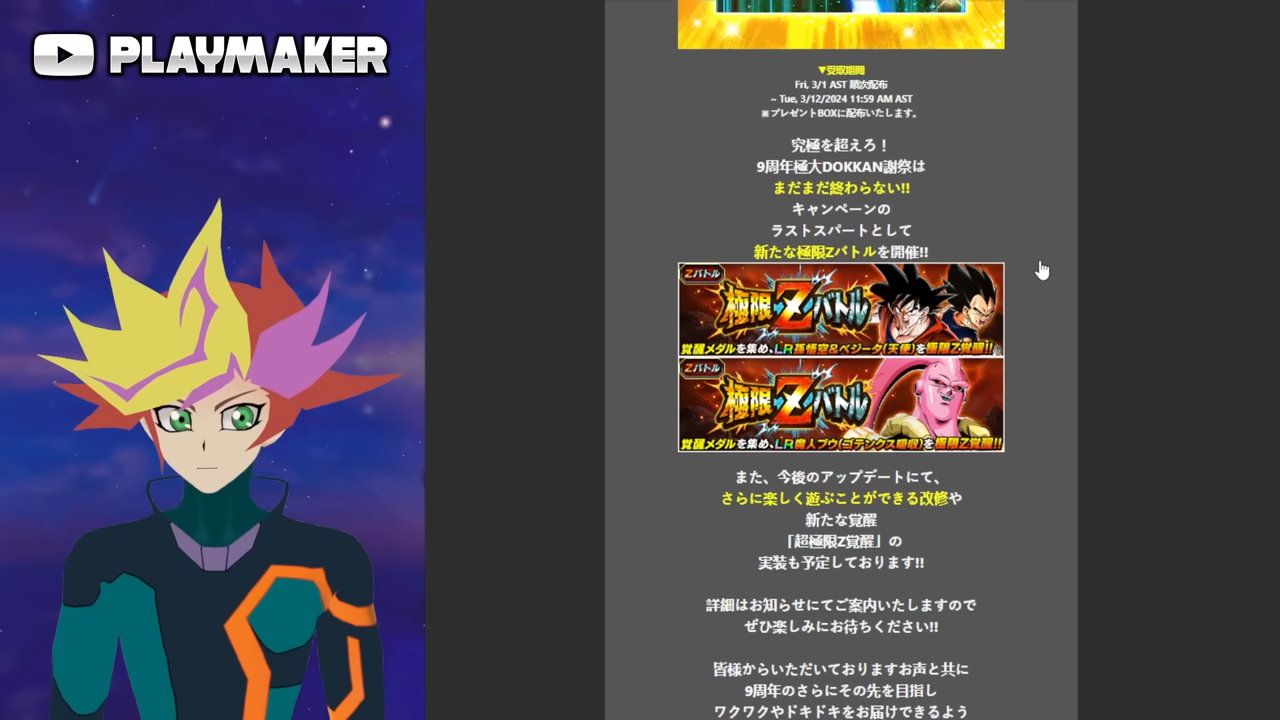 PLAYMAKER
▼受取期間
Fri, 3/1 AST 順次配布
~ Tue, 3/12/2024 11:59 AM AST
※プレゼントBOXに配布いたします。
究極を超えろ！
9周年極大DOKKAN謝祭は
まだまだ終わらない!!
キャンペーンの
ラストスパートとして
新たな極限Zバトルを開催!!
Zバトル
極限Zバトル
覚醒メダルを集め、LR孫悟空&ベジータ(天使)を極限Z覚醒!!
Zバトル
極限Zバトル
覚醒メダルを集め、LR魔人ブウ(ゴテンクス吸収)を極限Z覚醒!!
また、今後のアップデートにて、
さらに楽しく遊ぶことができる改修や
新たな覚醒
「超極限Z覚醒」の
実装も予定しております!!
詳細はお知らせにてご案内いたしますので
ぜひ楽しみにお待ちください!!
皆様からいただいておりますお声と共に
9周年のさらにその先を目指し
ワクワクやドキドキをお届けできるよう